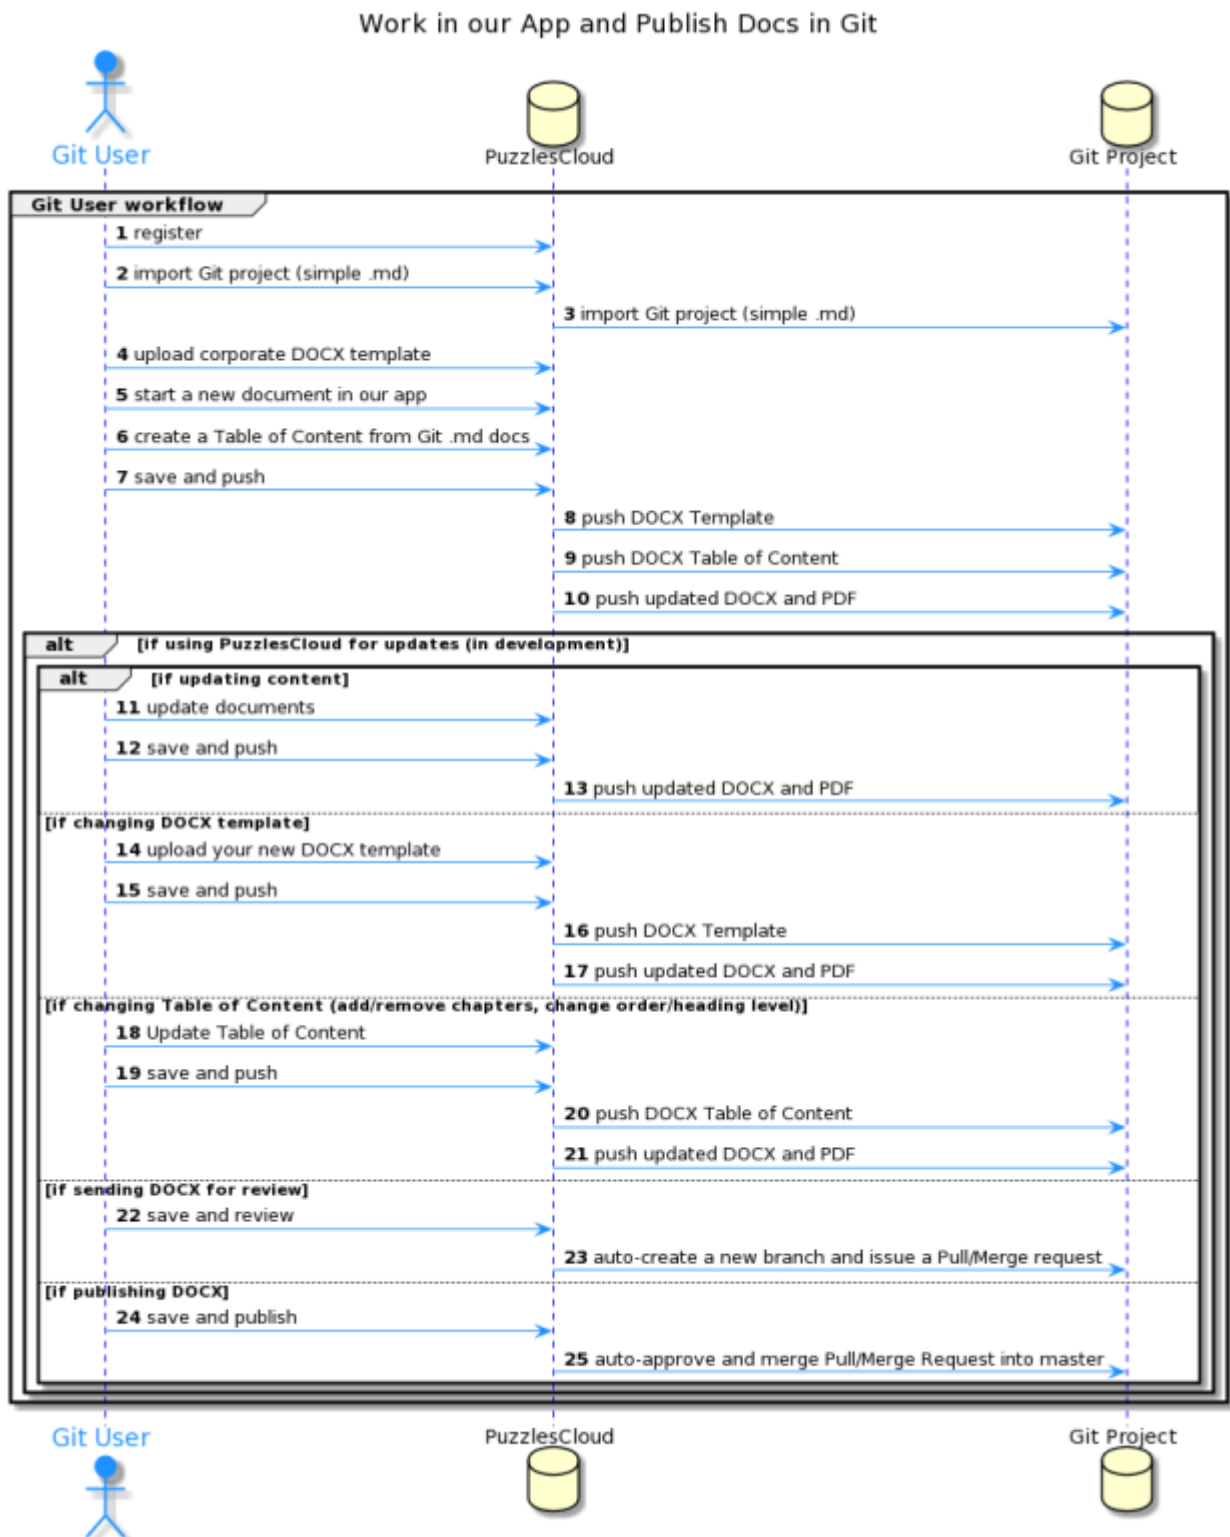 Work in our App and Publish Docs in Git
Git User
PuzzlesCloud
Git Project
Git User workflow
1 register
2 import Git project (simple .md)
3 import Git project (simple .md)
4 upload corporate DOCX template
5 start a new document in our app
6 create a Table of Content from Git .md docs
7 save and push
8 push DOCX Template
9 push DOCX Table of Content
10 push updated DOCX and PDF
alt [if using PuzzlesCloud for updates (in development)]
alt [if updating content]
11 update documents
12 save and push
13 push updated DOCX and PDF
[if changing DOCX template]
14 upload your new DOCX template
15 save and push
16 push DOCX Template
17 push updated DOCX and PDF
[if changing Table of Content (add/remove chapters, change order/heading level)]
18 Update Table of Content
19 save and push
20 push DOCX Table of Content
21 push updated DOCX and PDF
[if sending DOCX for review]
22 save and review
23 auto-create a new branch and issue a Pull/Merge request
[if publishing DOCX]
24 save and publish
25 auto-approve and merge Pull/Merge Request into master
Git User
PuzzlesCloud
Git Project